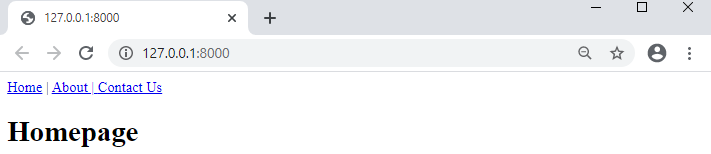 127.0.0.1:8000
127.0.0.1:8000
Home | About | Contact Us
Homepage